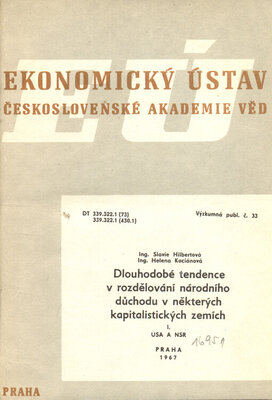 EÚ
EKONOMICKÝ ÚSTAV
ČESKOSLOVENSKÉ AKADEMIE VĚD
DT 339.322.1 (73)
339.322.1 (430.1)
Výzkumná publ. č. 33
Ing. Slavie Hilbertová
Ing. Helena Kociánová
Dlouhodobé tendence
v rozdělování národního
důchodu v některých
kapitalistických zemích
I.
USA A NSR
PRAHA
1967
PRAHA